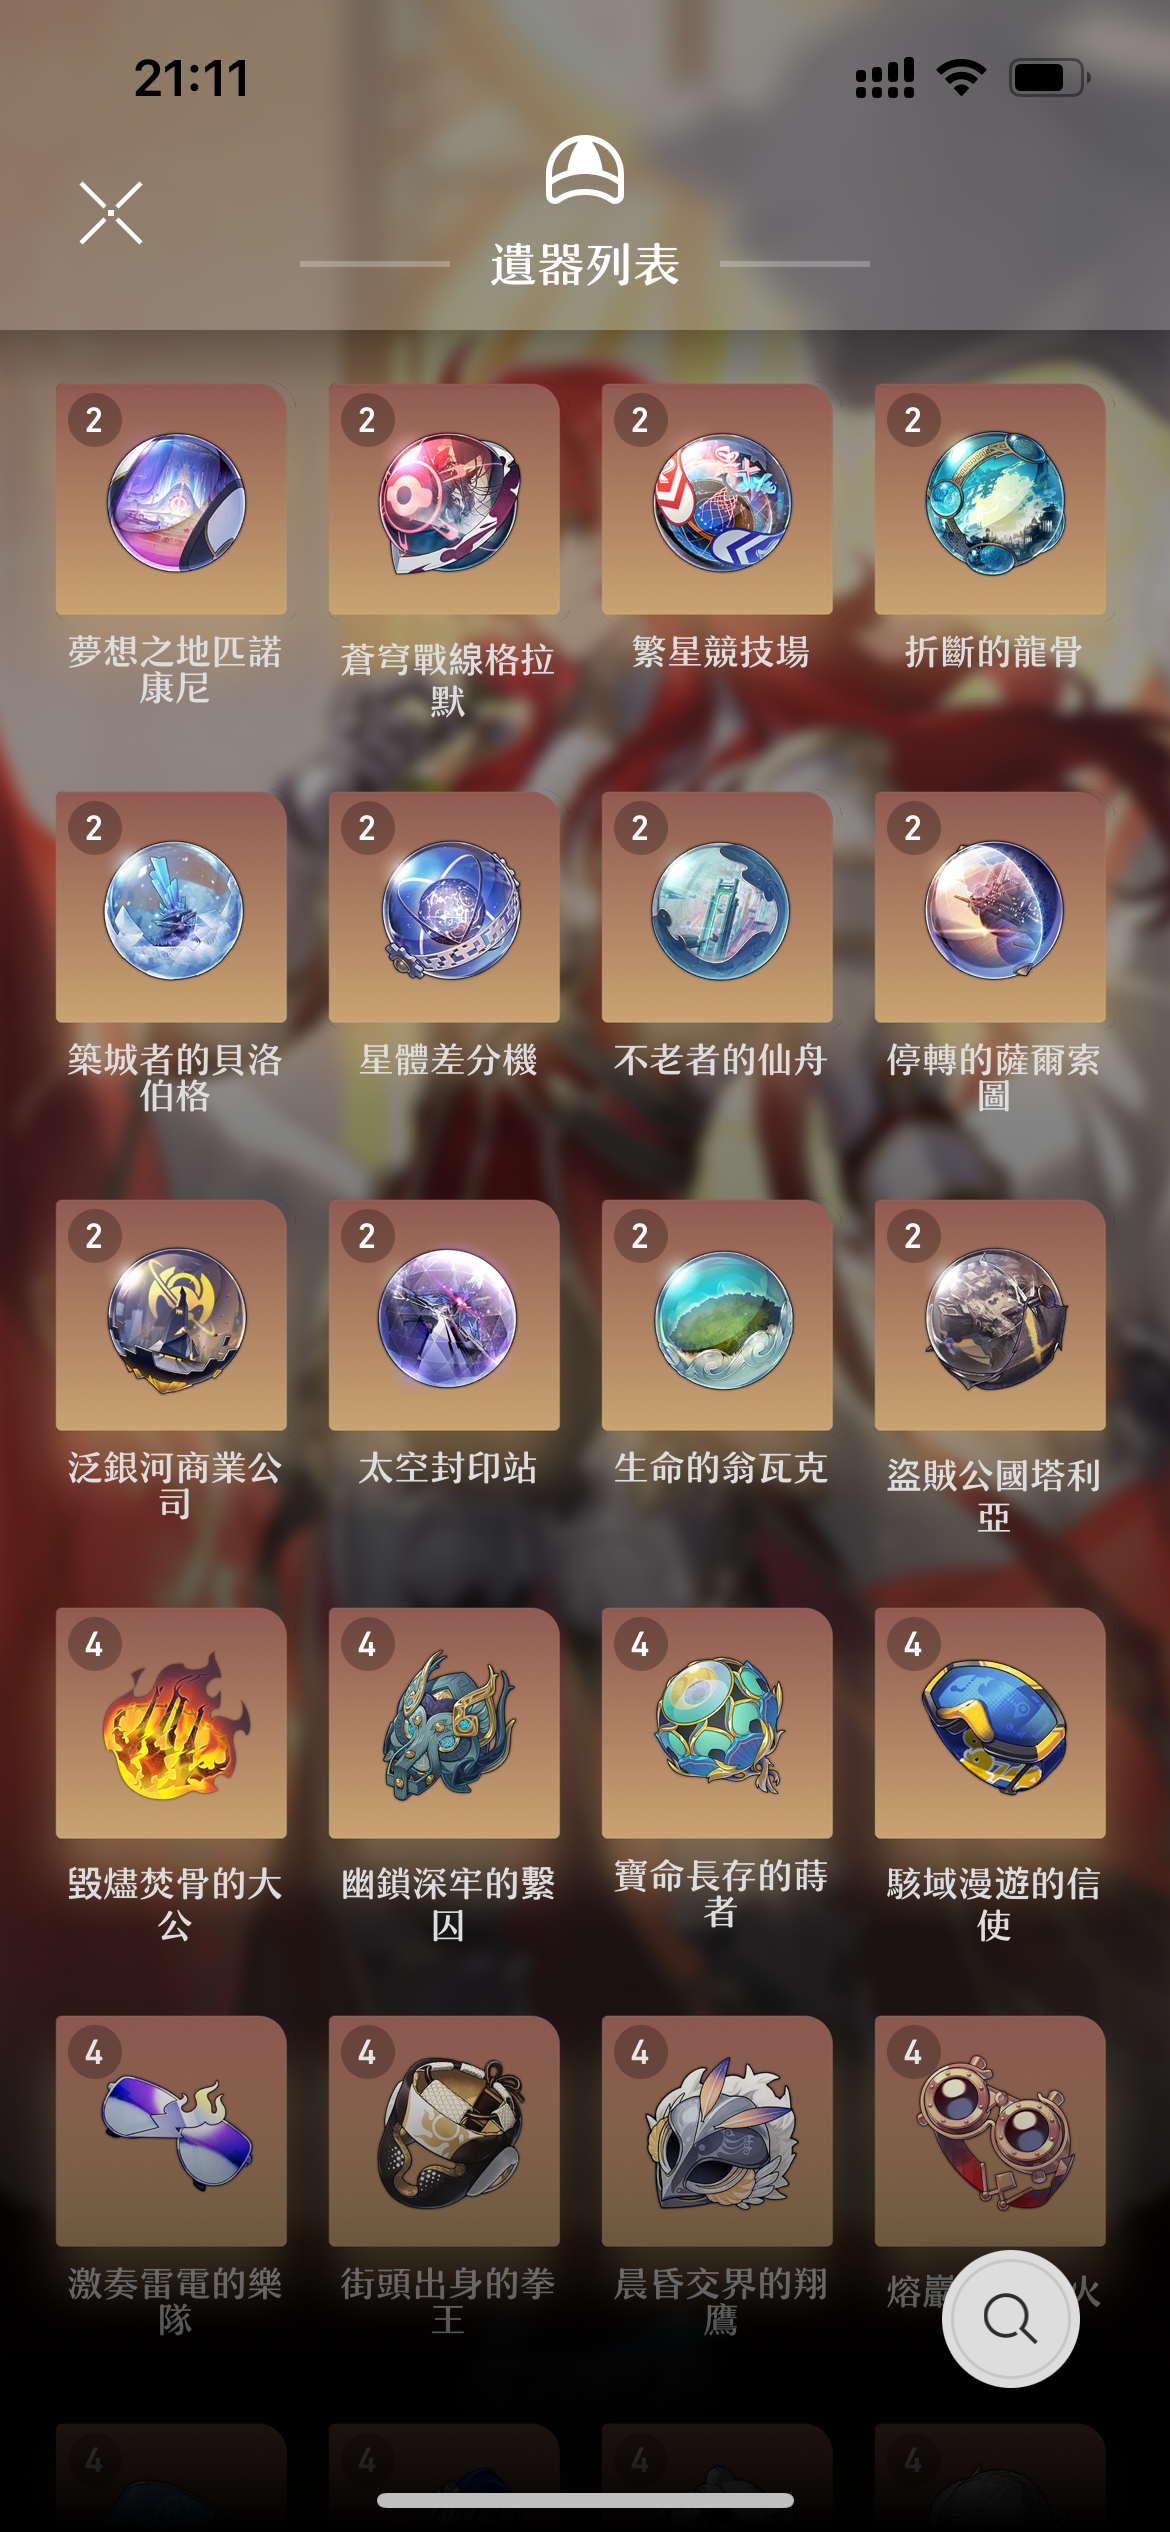 21:11
遺器列表
2
2
2
2
夢想之地匹諾
康尼
蒼穹戰線格拉
默
繁星競技場
折斷的龍骨
2
2
2
2
築城者的貝洛
伯格
星體差分機
不老者的仙舟
停轉的薩爾索
圖
2
2
2
2
泛銀河商業公
司
太空封印站
生命的翁瓦克
盜賊公國塔利
亞
4
4
4
4
毀燼焚骨的大
公
幽鎖深牢的繫
囚
寶命長存的蒔
者
駭域漫遊的信
使
4
4
4
4
激奏雷電的樂
隊
街頭出身的拳
王
晨昏交界的翔
鷹
熔巖 火
4
4
4
4